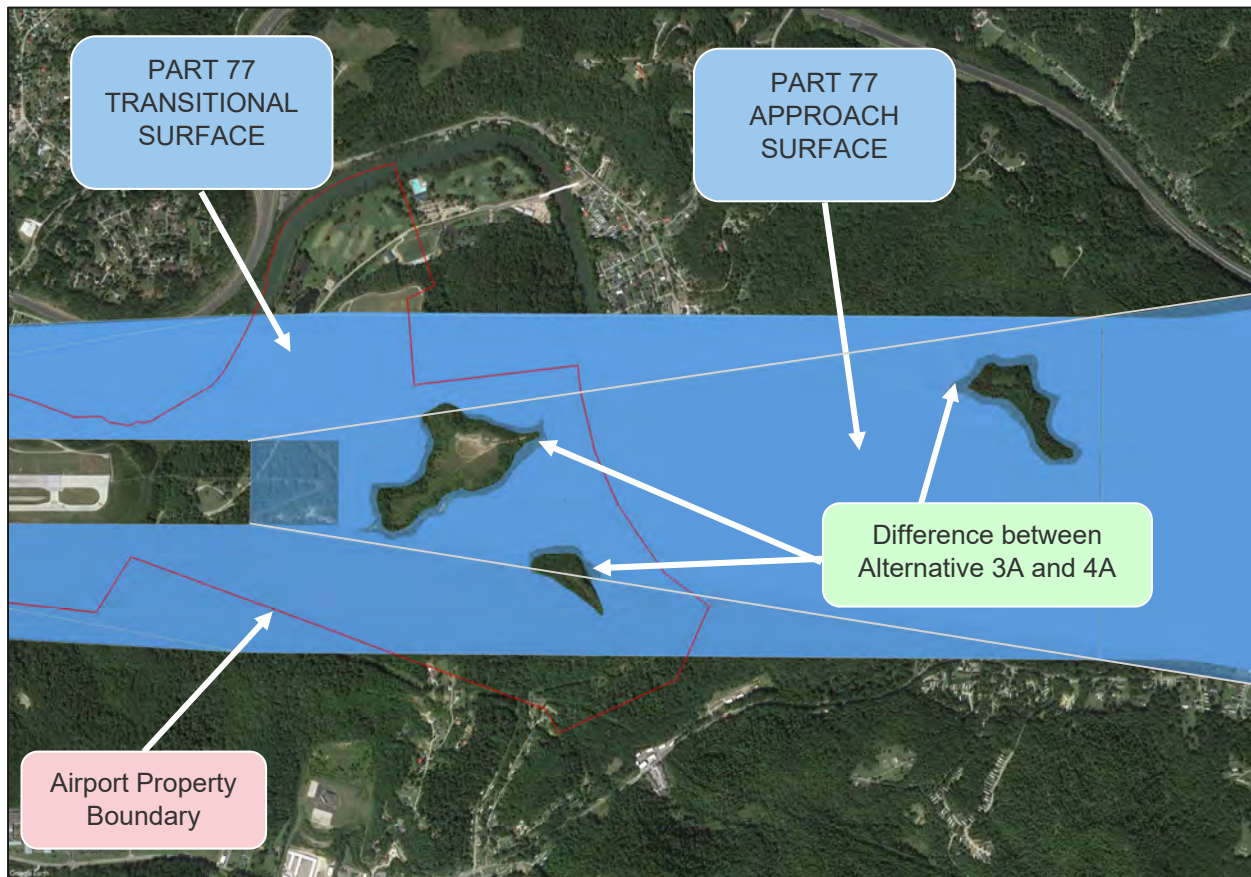 PART 77
TRANSITIONAL
SURFACE
PART 77
APPROACH
SURFACE
Difference between
Alternative 3A and 4A
Airport Property
Boundary